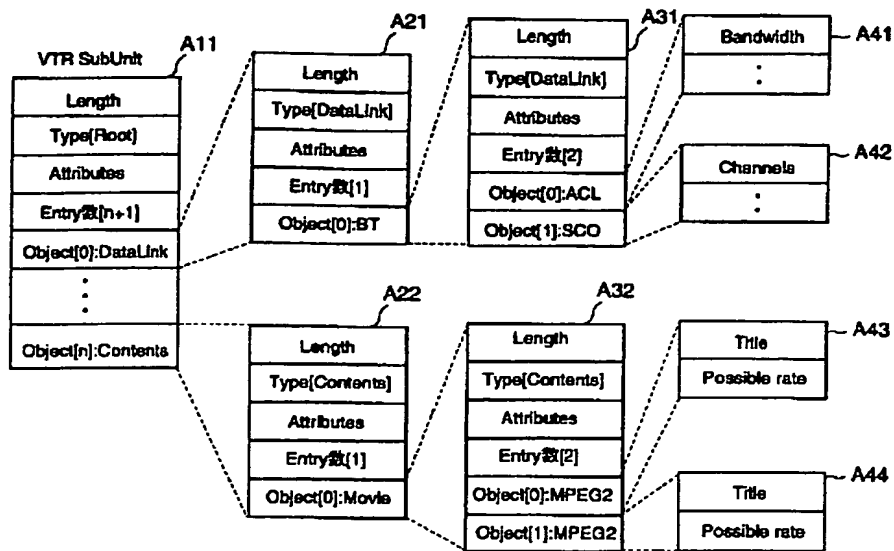 VTR SubUnit
A11
Length
Type[Root]
Attributes
Entry数[n+1]
Object[0]:DataLink
Object[n]:Contents
A21
Length
Type[DataLink]
Attributes
Entry数[1]
Object[0]:BT
A31
Length
Type[DataLink]
Attributes
Entry数[2]
Object[0]:ACL
Object[1]:SCO
A41
Bandwidth
A42
Channels
A22
Length
Type[Contents]
Attributes
Entry数[1]
Object[0]:Movie
A32
Length
Type[Contents]
Attributes
Entry数[2]
Object[0]:MPEG2
Object[1]:MPEG2
A43
Title
Possible rate
A44
Title
Possible rate